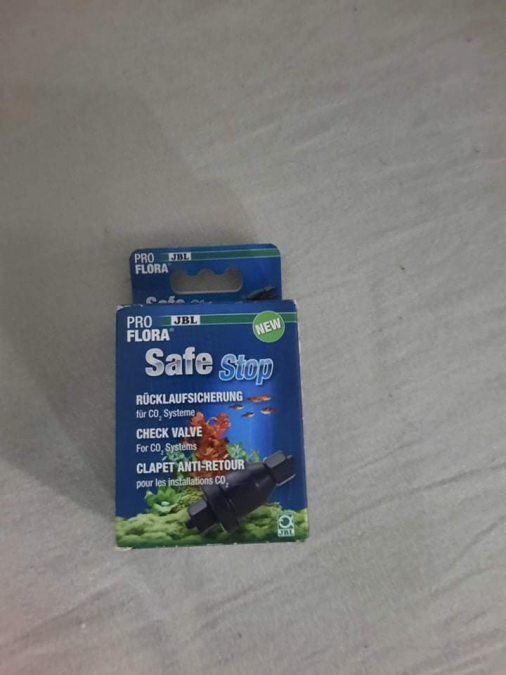 PRO JBL
FLORA®
Safe
PRO JBL
FLORA®
NEW
Safe Stop
RÜCKLAUFSICHERUNG
für CO₂ Systeme
CHECK VALVE
For CO₂ Systems
CLAPET ANTI-RETOUR
pour les installations CO₂
JBL